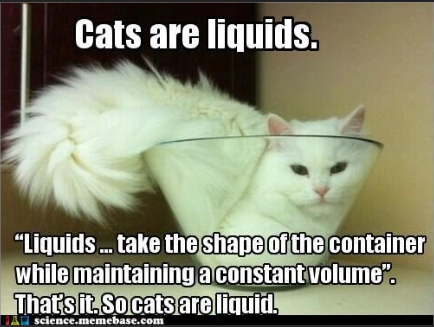 Cats are liquids.
“Liquids ... take the shape of the container
while maintaining a constant volume”.
That's it. So cats are liquid.
science.memebase.com